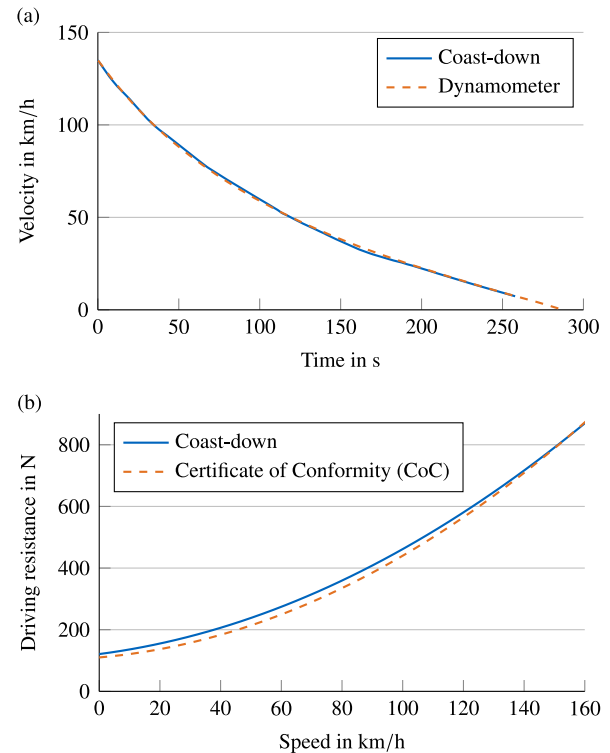 (a)
150
100
50
0
Velocity in km/h
Coast-down
Dynamometer
0 50 100 150 200 250 300
Time in s
(b)
800
600
400
200
0
Driving resistance in N
Coast-down
Certificate of Conformity (CoC)
0 20 40 60 80 100 120 140 160
Speed in km/h